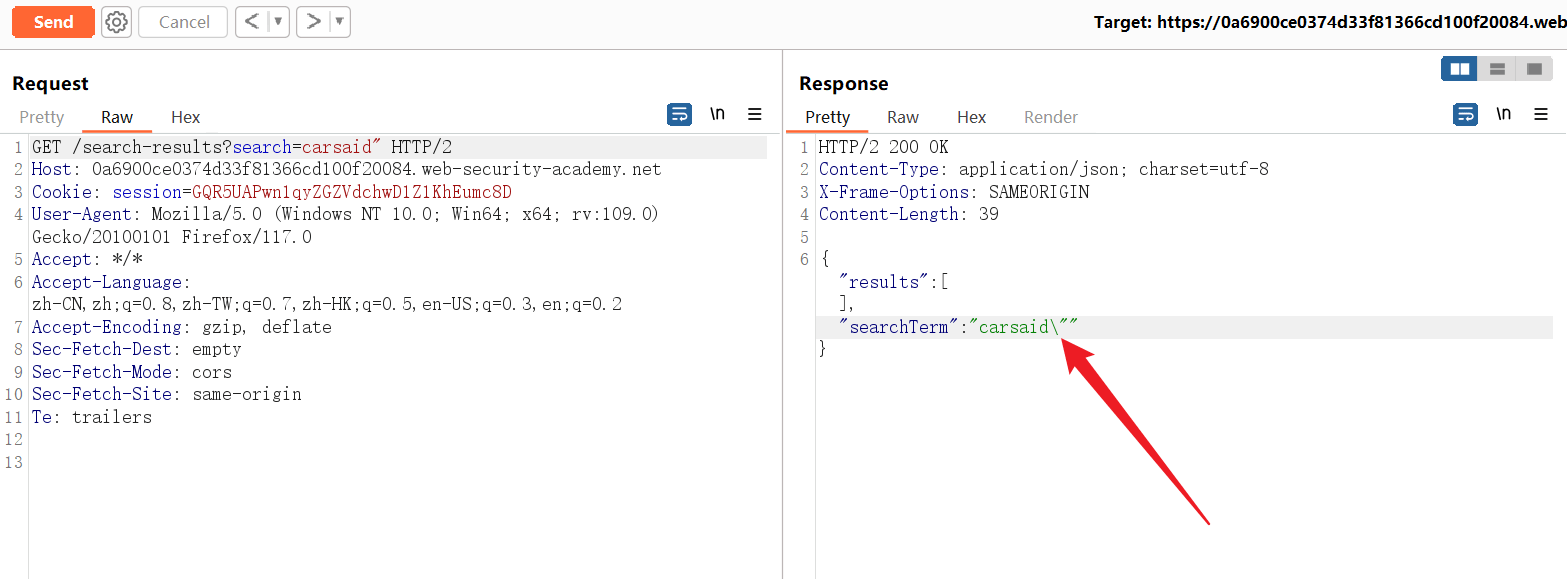 Send
Cancel
<
>
Target: https://0a6900ce0374d33f81366cd100f20084.web
Request
Pretty Raw Hex
\n
1 GET /search-results?search=carsaid" HTTP/2
2 Host: 0a6900ce0374d33f81366cd100f20084.web-security-academy.net
3 Cookie: session=GQR5UAPwn1qyZGZVdchwD1Z1KhEumc8D
4 User-Agent: Mozilla/5.0 (Windows NT 10.0; Win64; x64; rv:109.0)
Gecko/20100101 Firefox/117.0
5 Accept: */*
6 Accept-Language:
zh-CN,zh;q=0.8,zh-TW;q=0.7,zh-HK;q=0.5,en-US;q=0.3,en;q=0.2
7 Accept-Encoding: gzip, deflate
8 Sec-Fetch-Dest: empty
9 Sec-Fetch-Mode: cors
10 Sec-Fetch-Site: same-origin
11 Te: trailers
12
13
Response
Pretty Raw Hex Render
\n
1 HTTP/2 200 OK
2 Content-Type: application/json; charset=utf-8
3 X-Frame-Options: SAMEORIGIN
4 Content-Length: 39
5
6 {
"results":[
],
"searchTerm":"carsaid\""
}